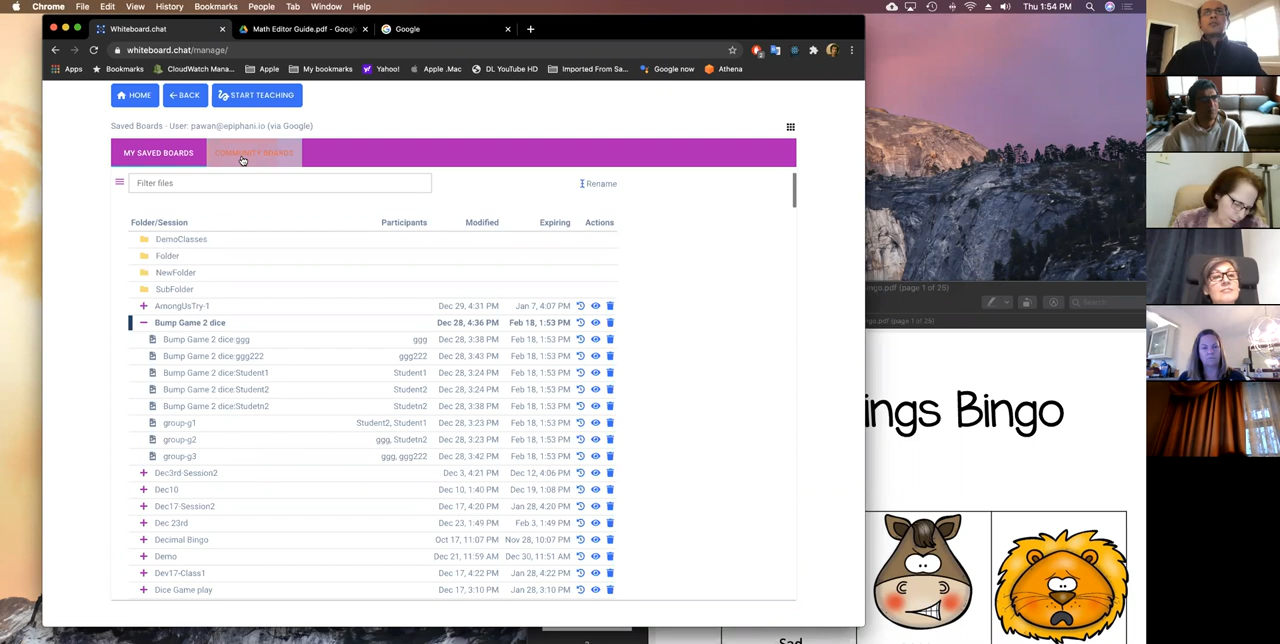 Chrome File Edit View History Bookmarks People Tab Window Help Thu 1:54 PM
Whiteboard.chat Math Editor Guide.pdf - Googl Google
whiteboard.chat/manage/
Apps Bookmarks CloudWatch Mana... Apple My bookmarks Yahoo! Apple .Mac DL YouTube HD Imported From Sa... Google now Athena
HOME BACK START TEACHING
Saved Boards - User: pawan@epiphani.io (via Google)
MY SAVED BOARDS COMMUNITY BOARDS
Filter files Rename
Folder/Session Participants Modified Expiring Actions
DemoClasses
Folder
NewFolder
SubFolder
AmongUsTry-1 Dec 29, 4:31 PM Jan 7, 4:07 PM
Bump Game 2 dice Dec 28, 4:36 PM Feb 18, 1:53 PM
Bump Game 2 dice:ggg ggg Dec 28, 3:38 PM Feb 18, 1:53 PM
Bump Game 2 dice:ggg222 ggg222 Dec 28, 3:43 PM Feb 18, 1:53 PM
Bump Game 2 dice:Student1 Student1 Dec 28, 3:24 PM Feb 18, 1:53 PM
Bump Game 2 dice:Student2 Student2 Dec 28, 3:24 PM Feb 18, 1:53 PM
Bump Game 2 dice:Studetn2 Studetn2 Dec 28, 3:38 PM Feb 18, 1:53 PM
group-g1 Student2, Student1 Dec 28, 3:23 PM Feb 18, 1:53 PM
group-g2 ggg, Studetn2 Dec 28, 3:23 PM Feb 18, 1:53 PM
group-g3 ggg, ggg222 Dec 28, 3:42 PM Feb 18, 1:53 PM
Dec3rd-Session2 Dec 3, 4:21 PM Dec 12, 4:06 PM
Dec10 Dec 10, 1:40 PM Dec 19, 1:08 PM
Dec17-Session2 Dec 17, 4:20 PM Jan 28, 4:20 PM
Dec 23rd Dec 23, 1:49 PM Feb 3, 1:49 PM
Decimal Bingo Oct 17, 11:07 PM Nov 28, 10:07 PM
Demo Dec 21, 11:59 AM Dec 30, 11:51 AM
Dev17-Class1 Dec 17, 4:22 PM Jan 28, 4:22 PM
Dice Game play Dec 17, 3:10 PM Jan 28, 3:10 PM
ingo.pdf (page 1 of 25)
Search
go.pdf (page 1 of 25)
ings Bingo
Sad